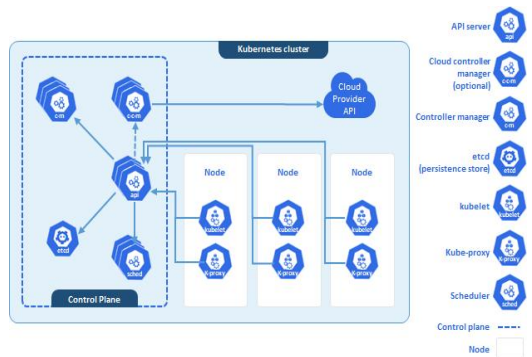 Kubernetes cluster
c-m
c-c-m
Cloud
Provider
API
api
etcd
sched
Control Plane
Node
kubelet
k-proxy
Node
kubelet
k-proxy
Node
kubelet
k-proxy
API server
api
Cloud controller
manager
(optional)
c-c-m
Controller manager
c-m
etcd
(persistence store)
etcd
kubelet
kubelet
Kube-proxy
k-proxy
Scheduler
sched
Control plane
Node